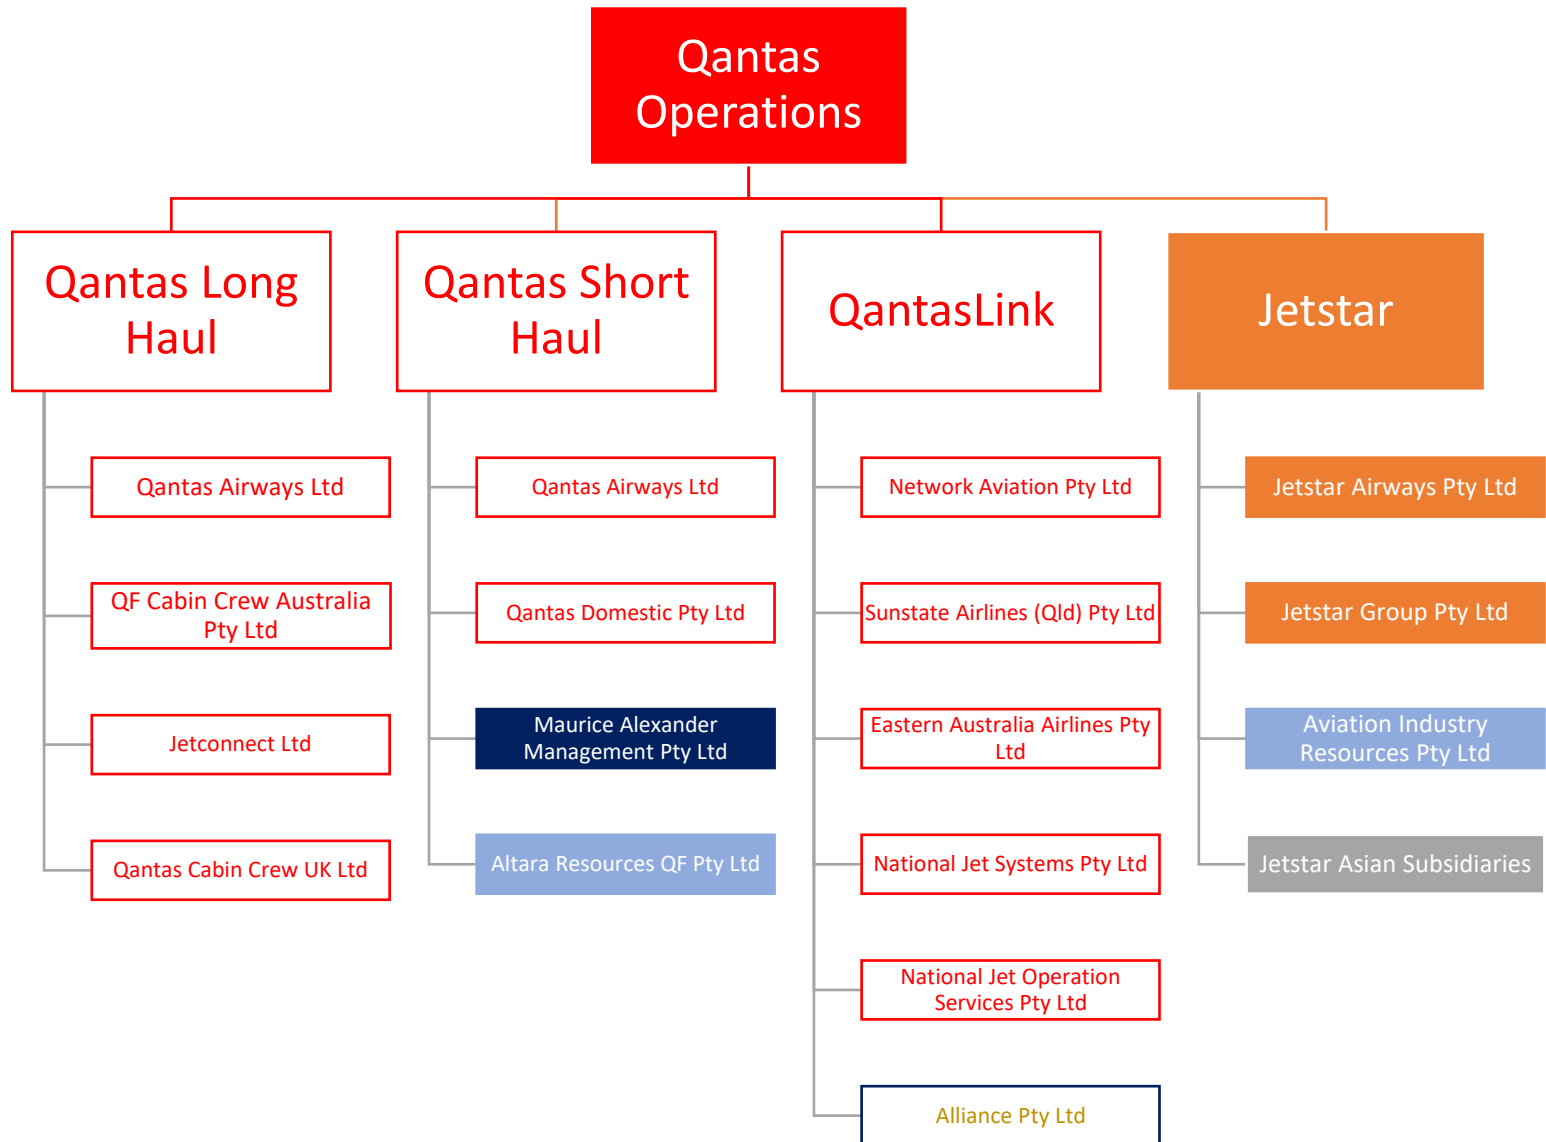 Qantas
Operations
Qantas Long
Haul
Qantas Airways Ltd
QF Cabin Crew Australia
Pty Ltd
Jetconnect Ltd
Qantas Cabin Crew UK Ltd
Qantas Short
Haul
Qantas Airways Ltd
Qantas Domestic Pty Ltd
Maurice Alexander
Management Pty Ltd
Altara Resources QF Pty Ltd
QantasLink
Network Aviation Pty Ltd
Sunstate Airlines (Qld) Pty Ltd
Eastern Australia Airlines Pty
Ltd
National Jet Systems Pty Ltd
National Jet Operation
Services Pty Ltd
Alliance Pty Ltd
Jetstar
Jetstar Airways Pty Ltd
Jetstar Group Pty Ltd
Aviation Industry
Resources Pty Ltd
Jetstar Asian Subsidiaries